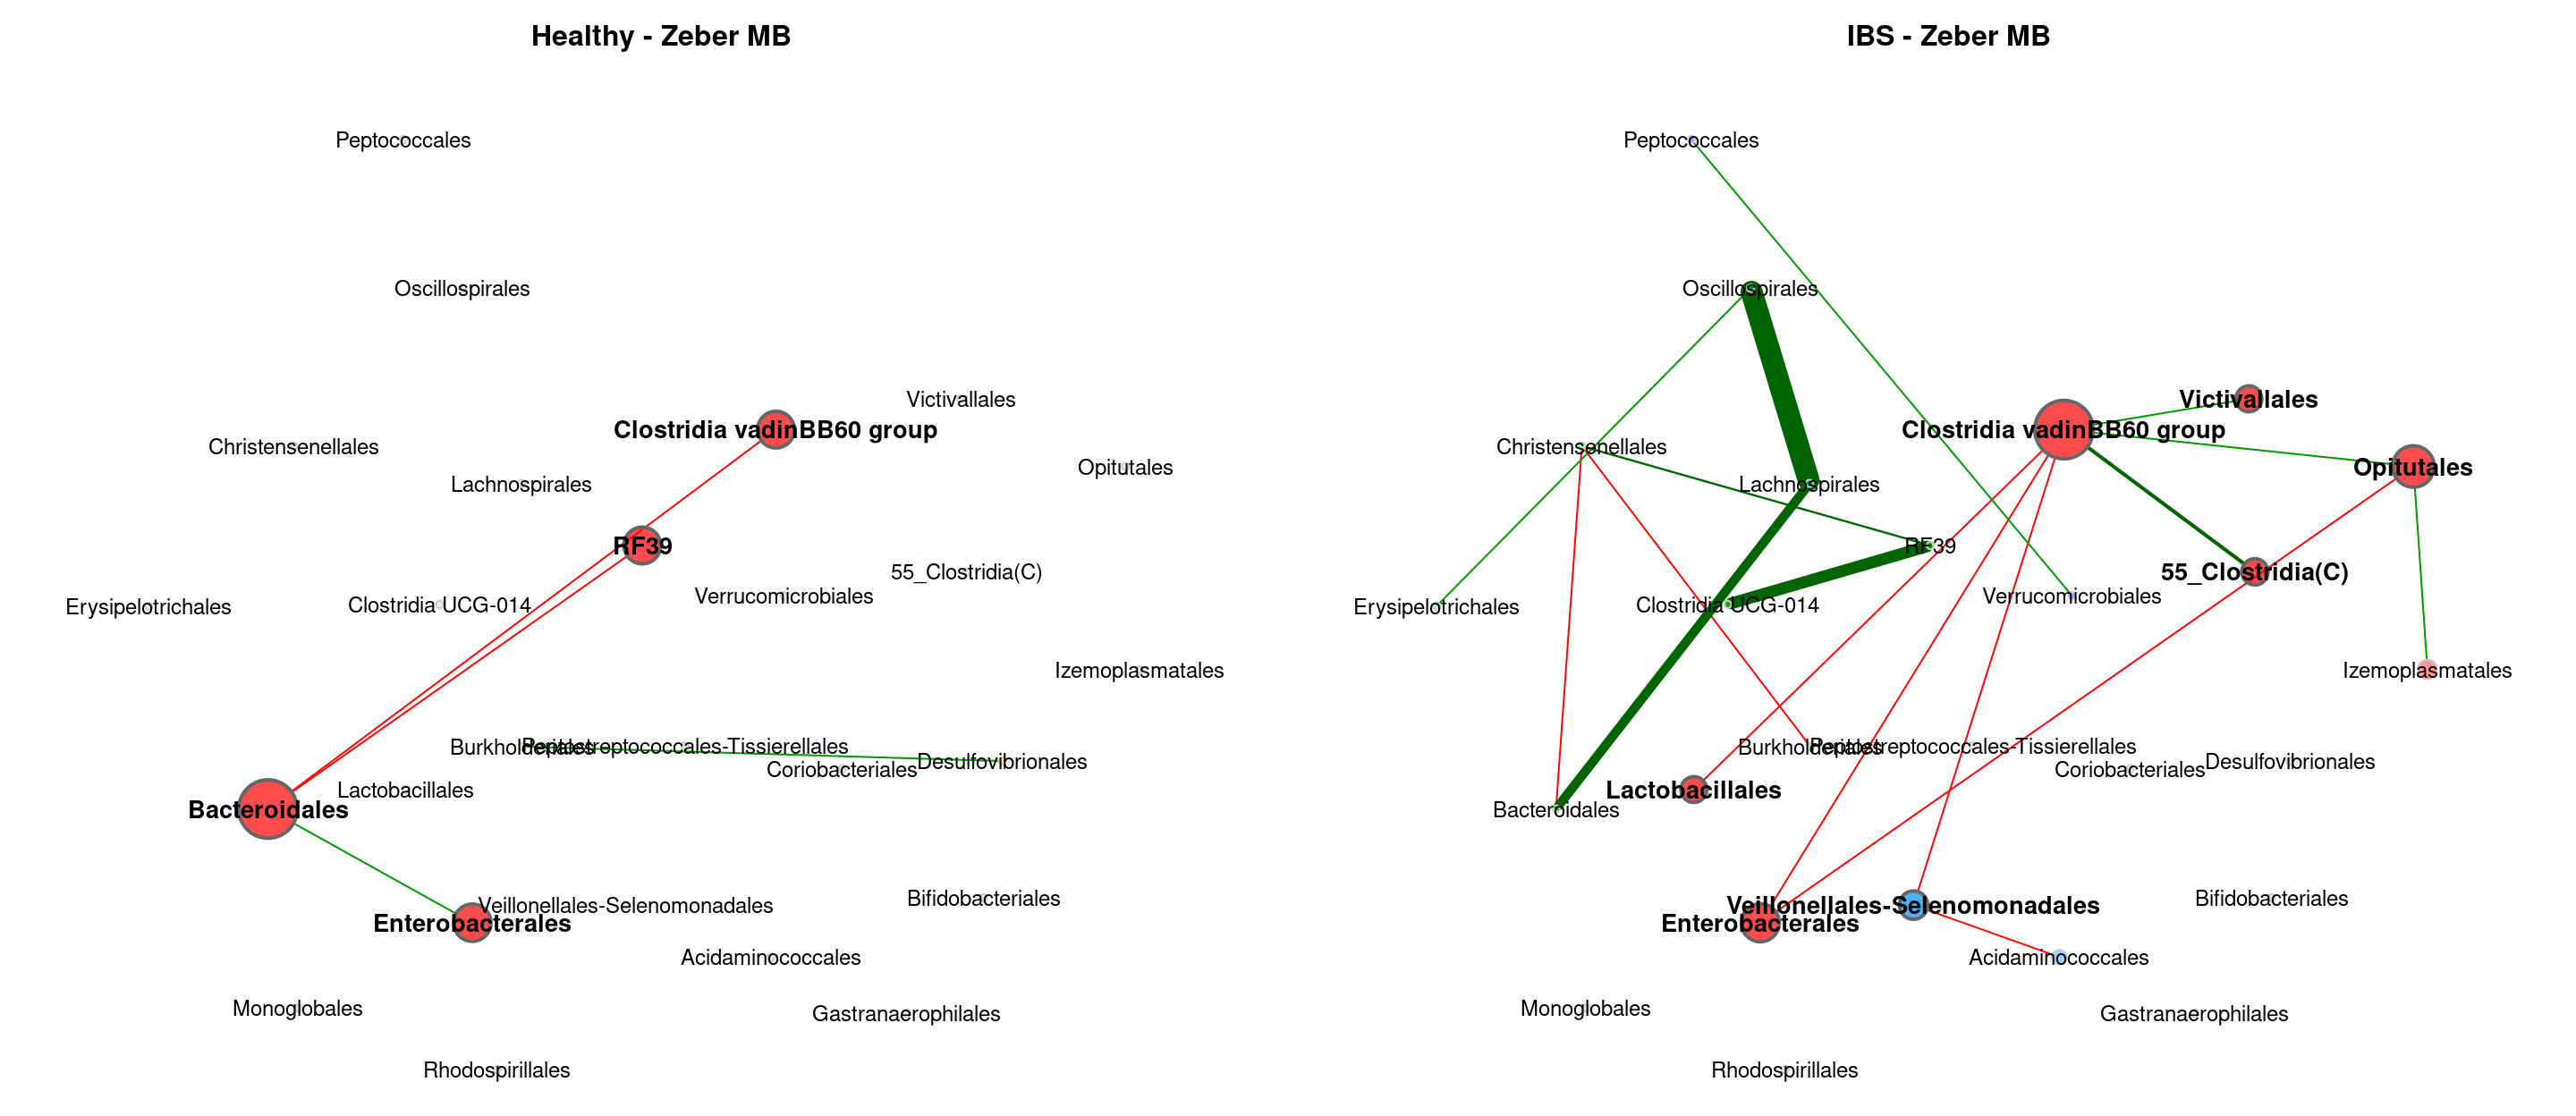 Healthy - Zeber MB
Peptococcales
Oscillospirales
Victivallales
Clostridia vadinBB60 group
Christensenellales
Opitutales
Lachnospirales
RF39
55_Clostridia(C)
Verrucomicrobiales
Clostridia UCG-014
Erysipelotrichales
Izemoplasmatales
Burkholderiales
Peptostreptococcales-Tissierellales
Desulfovibrionales
Coriobacteriales
Lactobacillales
Bacteroidales
Bifidobacteriales
Veillonellales-Selenomonadales
Enterobacterales
Acidaminococcales
Monoglobales
Gastranaerophilales
Rhodospirillales
IBS - Zeber MB
Peptococcales
Oscillospirales
Victivallales
Clostridia vadinBB60 group
Christensenellales
Opitutales
Lachnospirales
RF39
55_Clostridia(C)
Verrucomicrobiales
Clostridia UCG-014
Erysipelotrichales
Izemoplasmatales
Burkholderiales
Peptostreptococcales-Tissierellales
Desulfovibrionales
Coriobacteriales
Lactobacillales
Bacteroidales
Bifidobacteriales
Veillonellales-Selenomonadales
Enterobacterales
Acidaminococcales
Monoglobales
Gastranaerophilales
Rhodospirillales